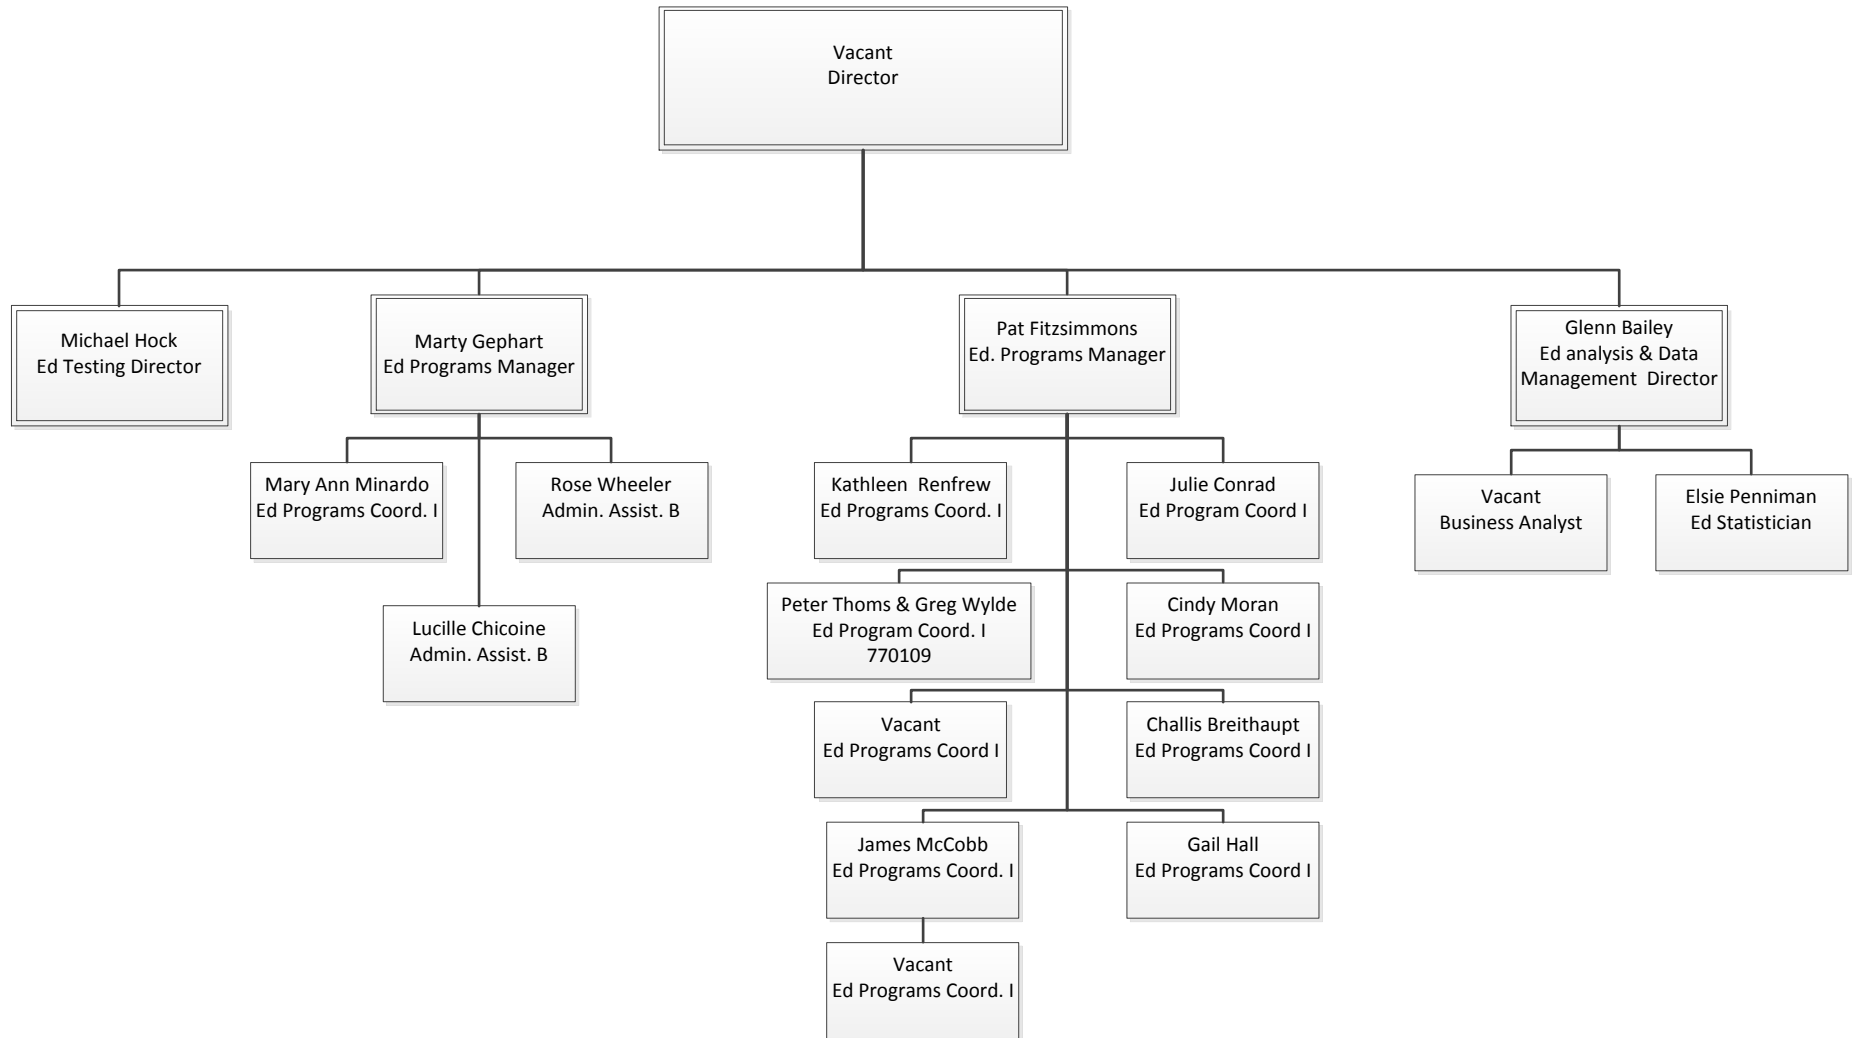 Vacant
Director
Michael Hock
Ed Testing Director
Marty Gephart
Ed Programs Manager
Pat Fitzsimmons
Ed. Programs Manager
Glenn Bailey
Ed analysis & Data
Management  Director
Mary Ann Minardo
Ed Programs Coord. I
Rose Wheeler
Admin. Assist. B
Lucille Chicoine
Admin. Assist. B
Kathleen  Renfrew
Ed Programs Coord. I
Julie Conrad
Ed Program Coord I
Peter Thoms & Greg Wylde
Ed Program Coord. I
770109
Cindy Moran
Ed Programs Coord I
Vacant
Ed Programs Coord I
Challis Breithaupt
Ed Programs Coord I
James McCobb
Ed Programs Coord. I
Gail Hall
Ed Programs Coord I
Vacant
Ed Programs Coord. I
Vacant
Business Analyst
Elsie Penniman
Ed Statistician